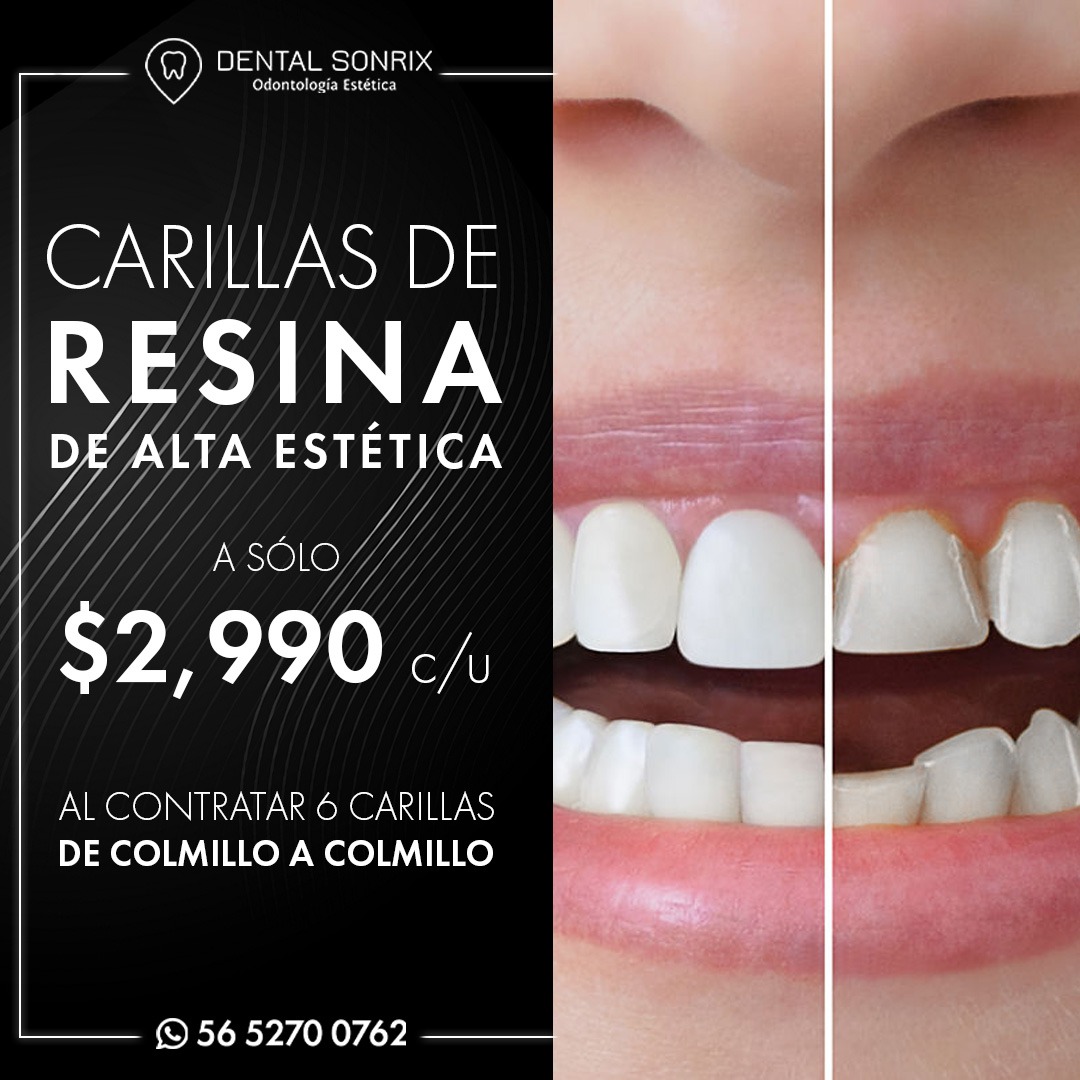 DENTAL SONRIX
Odontología Estética
CARILLAS DE
RESINA
DE ALTA ESTÉTICA
A SÓLO
$2,990 C/U
AL CONTRATAR 6 CARILLAS
DE COLMILLO A COLMILLO
56 5270 0762